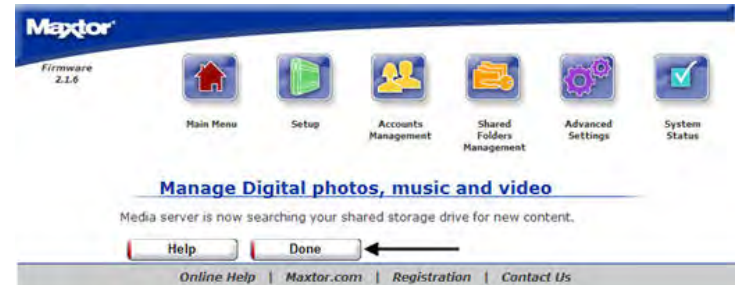 Maxtor
Firmware
2.1.6
Main Menu
Setup
Accounts
Management
Shared
Folders
Management
Advanced
Settings
System
Status
Manage Digital photos, music and video
Media server is now searching your shared storage drive for new content.
Help
Done
Online Help | Maxtor.com | Registration | Contact Us